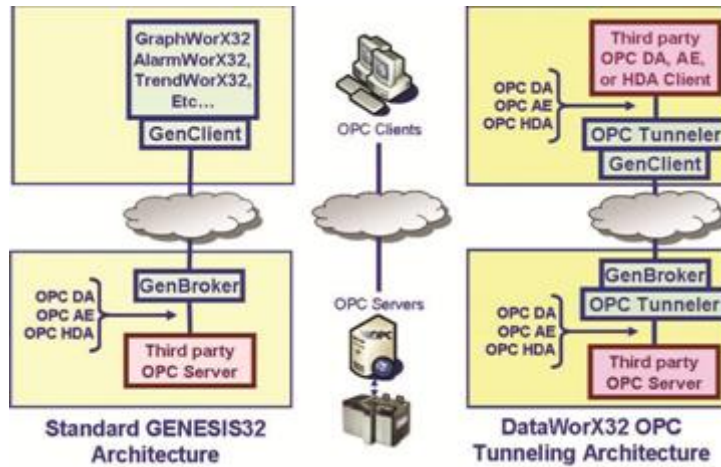 GraphWorX32
AlarmWorX32,
TrendWorX32,
Etc...
GenClient
GenBroker
OPC DA
OPC AE
OPC HDA
Third party
OPC Server
Standard GENESIS32
Architecture
OPC Clients
OPC Servers
OPC
Third party
OPC DA, AE,
or HDA Client
OPC DA
OPC AE
OPC HDA
OPC Tunneler
GenClient
GenBroker
OPC Tunneler
OPC DA
OPC AE
OPC HDA
Third party
OPC Server
DataWorX32 OPC
Tunneling Architecture